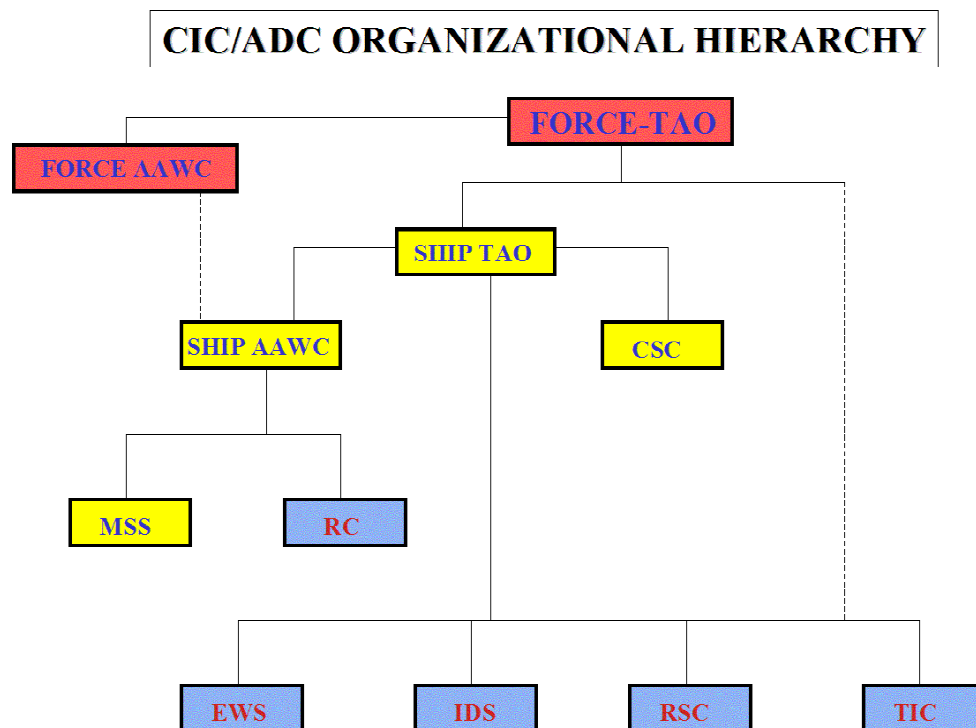 CIC/ADC ORGANIZATIONAL HIERARCHY
FORCE-TAO
FORCE AAWC
SHIP TAO
SHIP AAWC
CSC
MSS
RC
EWS
IDS
RSC
TIC